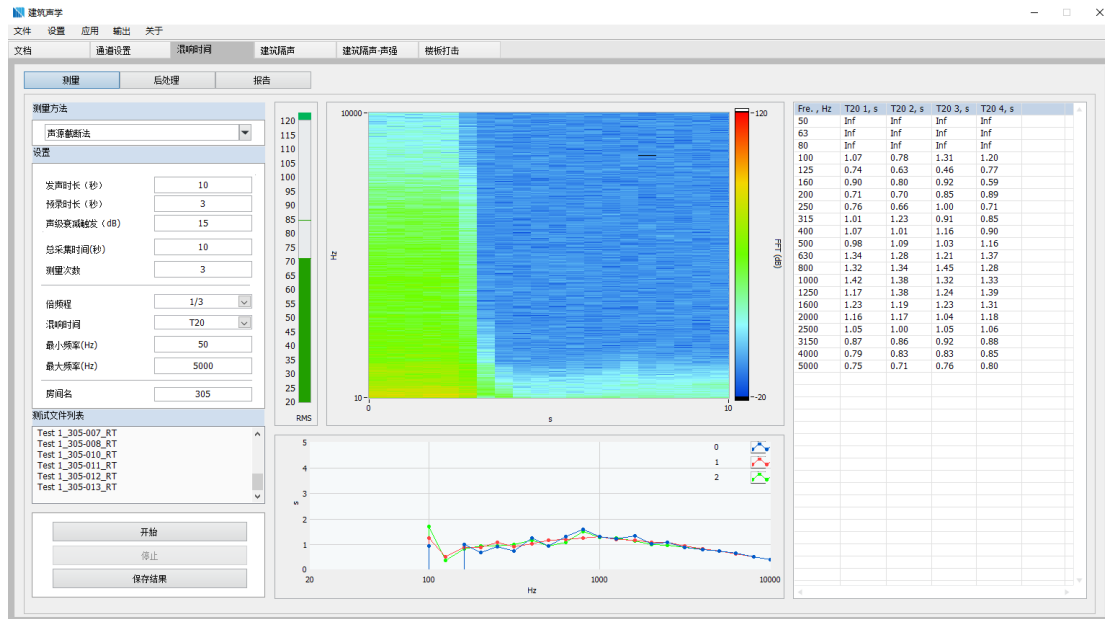 建筑声学
文件 设置 应用 输出 关于
文档 通道设置 混响时间 建筑隔声 建筑隔声-声强 楼板打击
测量 后处理 报告
测量方法
声源截断法
设置
发声时长（秒） 10
预录时长（秒） 3
声级衰减触发（dB） 15
总采集时间(秒) 10
测量次数 3
倍频程 1/3
混响时间 T20
最小频率(Hz) 50
最大频率(Hz) 5000
房间名 305
测试文件列表
Test 1_305-007_RT
Test 1_305-008_RT
Test 1_305-010_RT
Test 1_305-011_RT
Test 1_305-012_RT
Test 1_305-013_RT
开始
停止
保存结果
120
115
110
105
100
95
90
85
80
75
70
65
60
55
50
45
40
35
30
25
20
RMS
10000
Hz
10
0 10
s
120
FFT (dB)
-20
5
4
3
2
1
0
s
20 100 1000 10000
Hz
0
1
2
Fre. , Hz T20 1, s T20 2, s T20 3, s T20 4, s
50 Inf Inf Inf Inf
63 Inf Inf Inf Inf
80 Inf Inf Inf Inf
100 1.07 0.78 1.31 1.20
125 0.74 0.63 0.46 0.77
160 0.90 0.80 0.92 0.59
200 0.71 0.70 0.85 0.89
250 0.76 0.66 1.00 0.71
315 1.01 1.23 0.91 0.85
400 1.07 1.01 1.16 0.90
500 0.98 1.09 1.03 1.16
630 1.34 1.28 1.21 1.37
800 1.32 1.34 1.45 1.28
1000 1.42 1.38 1.32 1.33
1250 1.17 1.38 1.24 1.39
1600 1.23 1.19 1.23 1.31
2000 1.16 1.17 1.04 1.18
2500 1.05 1.00 1.05 1.06
3150 0.87 0.86 0.92 0.88
4000 0.79 0.83 0.83 0.85
5000 0.75 0.71 0.76 0.80